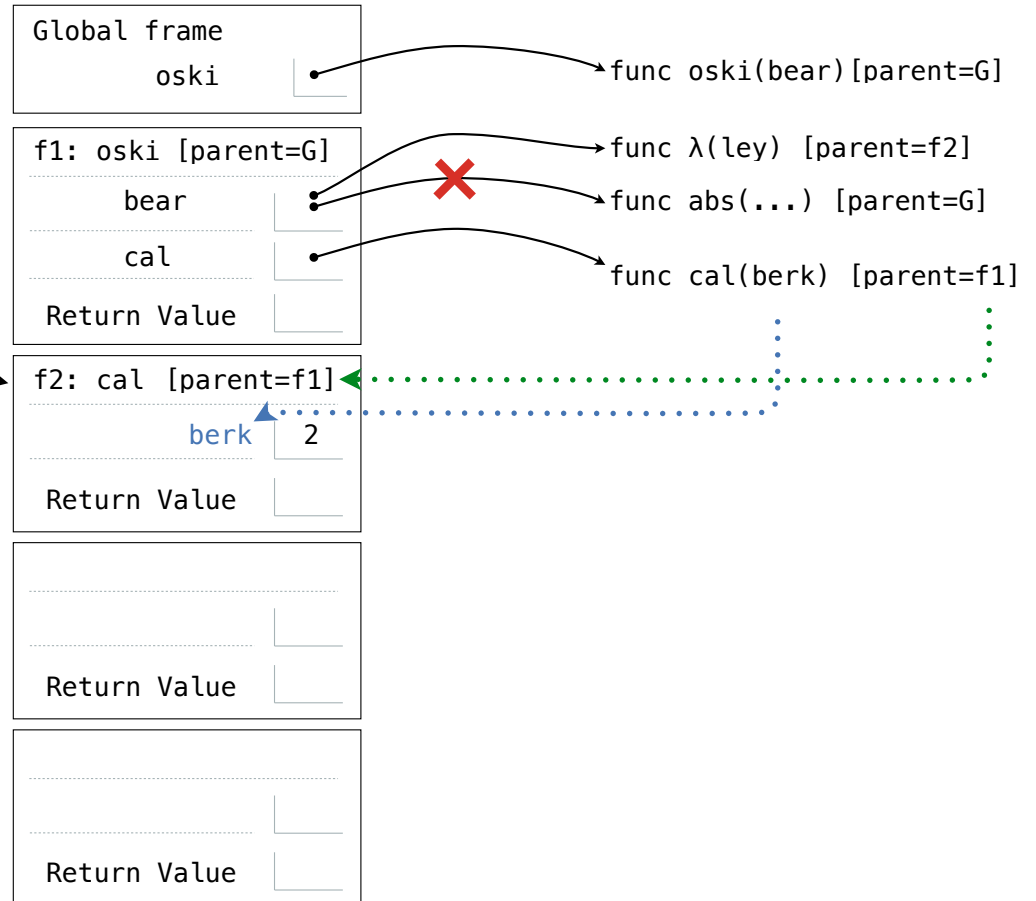 Global frame
oski
func oski(bear)[parent=G]
f1: oski [parent=G]
func λ(ley) [parent=f2]
bear
func abs(...) [parent=G]
cal
func cal(berk) [parent=f1]
Return Value
f2: cal [parent=f1]
berk 2
Return Value
Return Value
Return Value